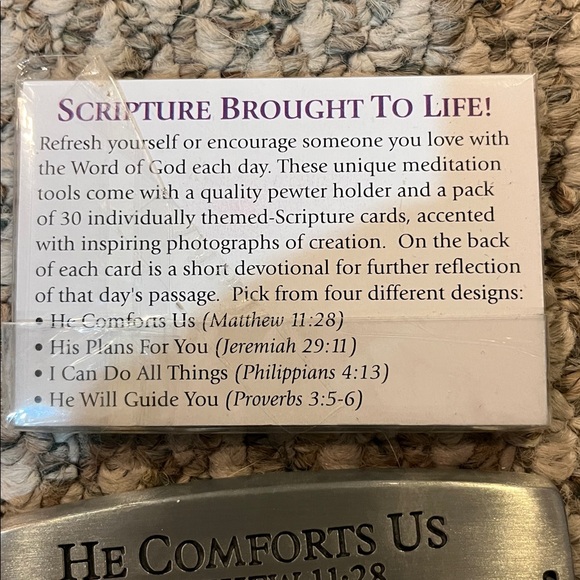 SCRIPTURE BROUGHT TO LIFE!
Refresh yourself or encourage someone you love with
the Word of God each day. These unique meditation
tools come with a quality pewter holder and a pack
of 30 individually themed-Scripture cards, accented
with inspiring photographs of creation. On the back
of each card is a short devotional for further reflection
of that day's passage. Pick from four different designs:
• He Comforts Us (Matthew 11:28)
• His Plans For You (Jeremiah 29:11)
• I Can Do All Things (Philippians 4:13)
• He Will Guide You (Proverbs 3:5-6)
HE COMFORTS US
11:28